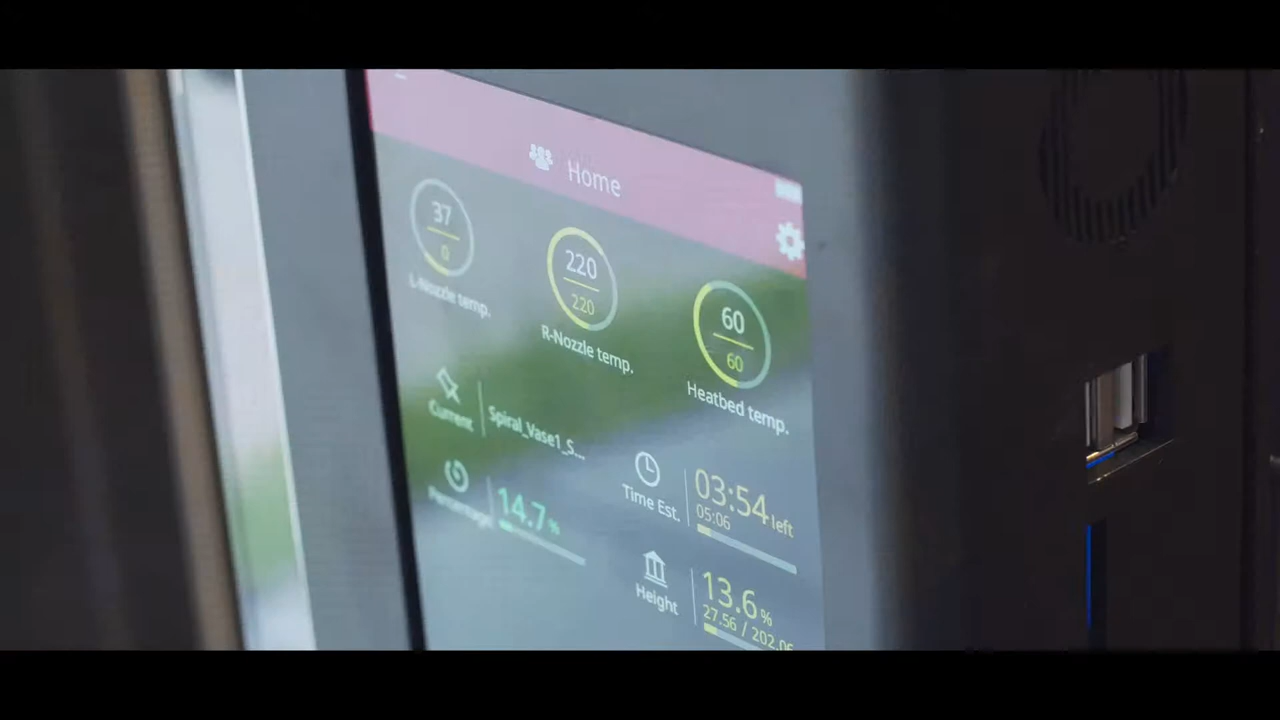 Home
37
0
L-Nozzle temp.
220
220
R-Nozzle temp.
60
60
Heatbed temp.
Current
Spiral_Vase1_S...
Percentage
14.7%
Time Est.
03:54 left
05:06
Height
13.6%
27.56 / 202.06